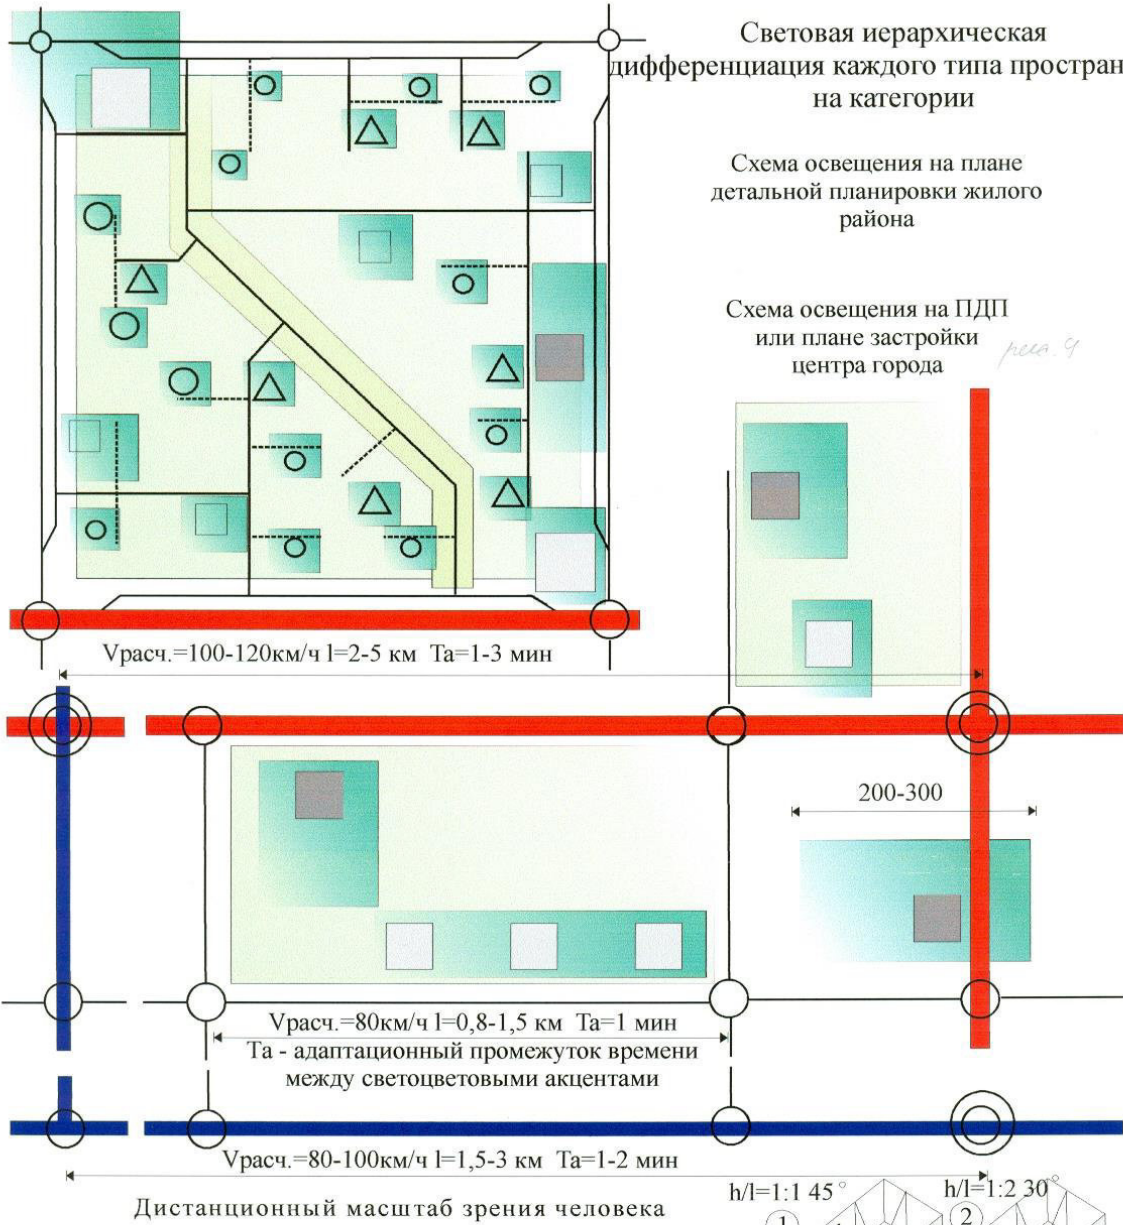 Световая иерархическая
дифференциация каждого типа простран
на категории
Схема освещения на плане
детальной планировки жилого
района
Схема освещения на ПДП
или плане застройки
центра города
Vрасч.=100-120км/ч l=2-5 км Та=1-3 мин
200-300
Vрасч.=80км/ч l=0,8-1,5 км Та=1 мин
Та - адаптационный промежуток времени
между светоцветовыми акцентами
Vрасч.=80-100км/ч l=1,5-3 км Та=1-2 мин
Дистанционный масштаб зрения человека
h/l=1:1 45°
h/l=1:2 30°
1
2